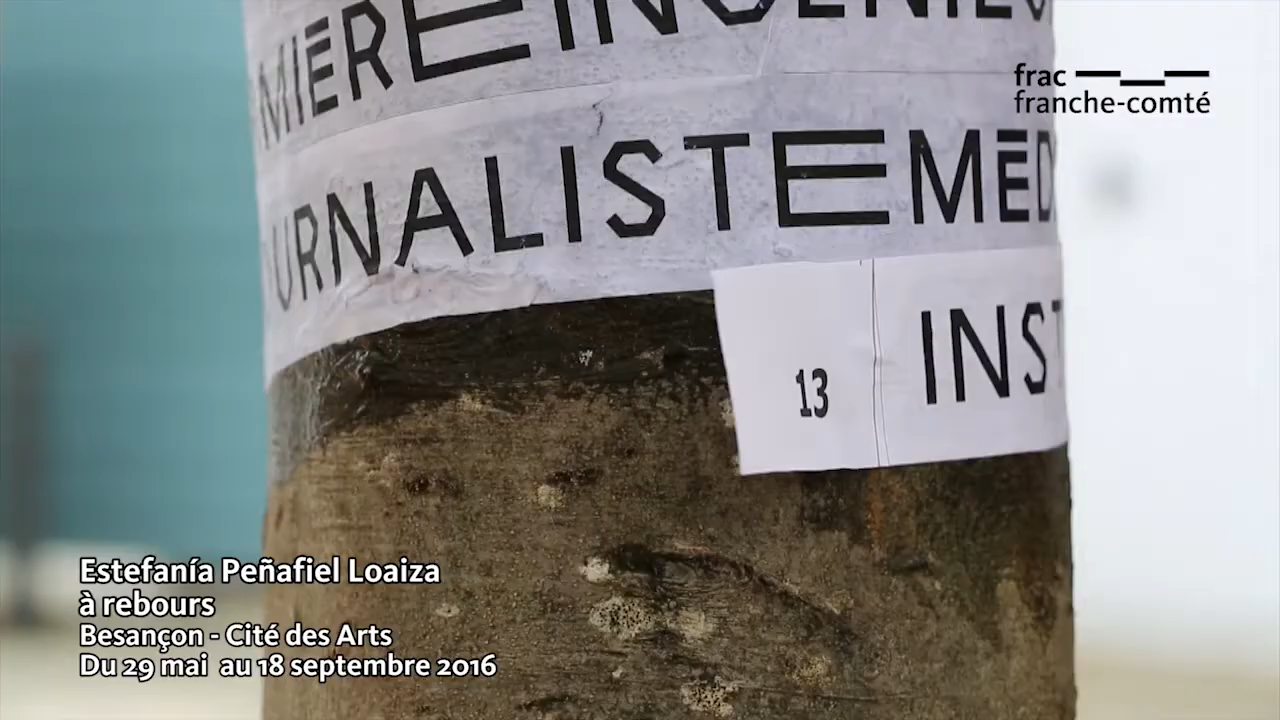 MIÈREINGÉNIEU
frac
franche-comté
URNALISTEMÉD
INST
13
Estefanía Peñafiel Loaiza
à rebours
Besançon - Cité des Arts
Du 29 mai au 18 septembre 2016